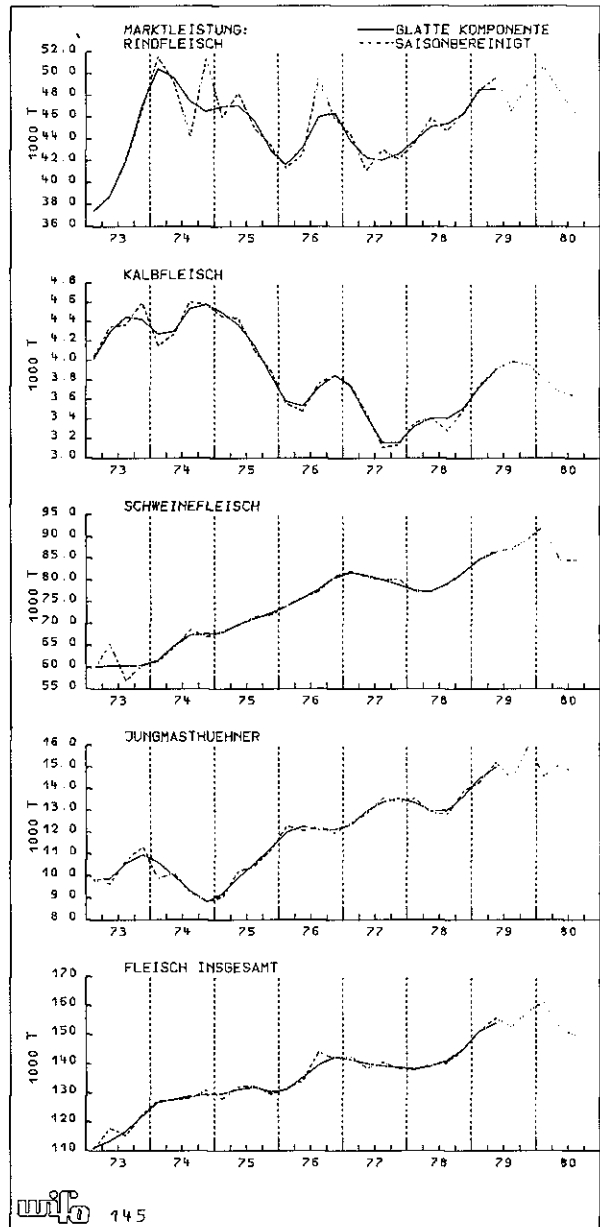 MARKTLEISTUNG:
RINDFLEISCH
GLATTE KOMPONENTE
SAISONBEREINIGT
1000 T
52 0
50 0
48 0
46 0
44 0
42 0
40 0
38 0
36 0
73 74 75 76 77 78 79 80
KALBFLEISCH
1000 T
4.8
4.6
4.4
4.2
4.0
3.8
3 6
3 4
3 2
3 0
73 74 75 76 77 78 79 80
SCHWEINEFLEISCH
1000 T
95 0
90 0
85.0
80.0
75.0
70 0
65 0
60 0
55 0
73 74 75 76 77 78 79 80
JUNGMASTHUEHNER
1000 T
16 0
15.0
14 0
13.0
12 0
11 0
10 0
9 0
8 0
73 74 75 76 77 78 79 80
FLEISCH INSGESAMT
1000 T
170
160
150
140
130
120
110
73 74 75 76 77 78 79 80
wifo 145